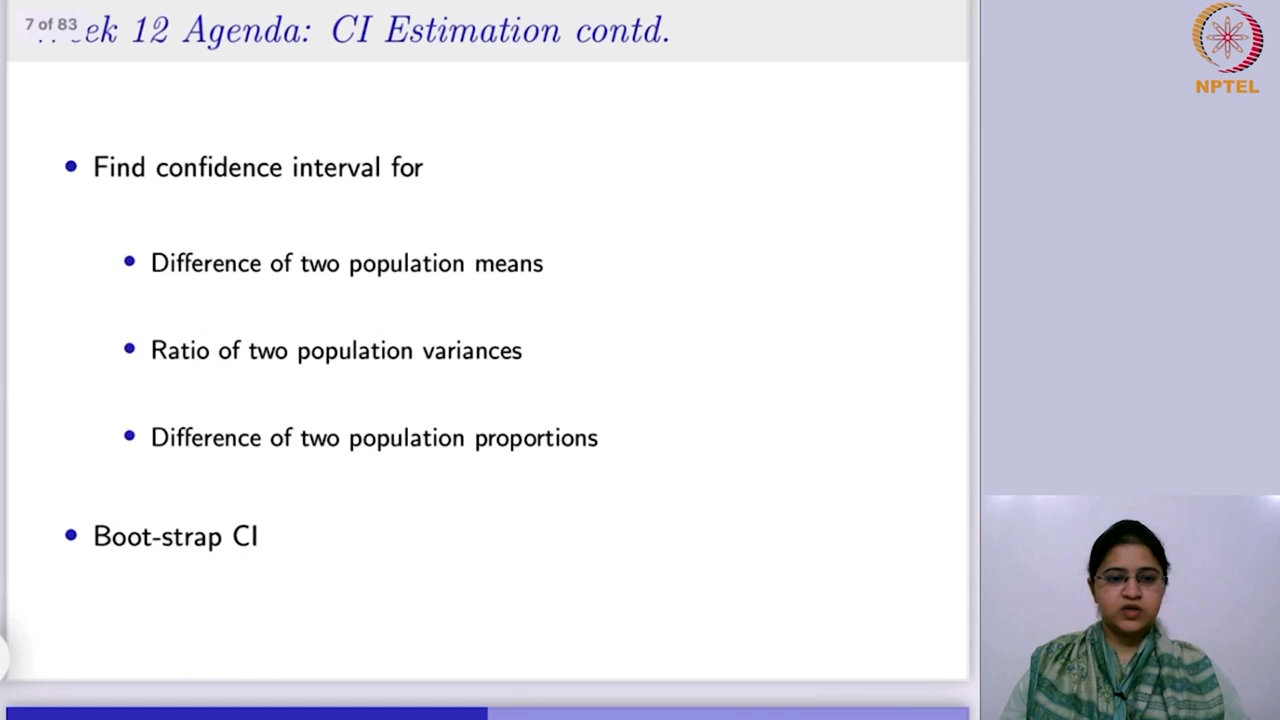 7 of 83
12 Agenda: CI Estimation contd.
NPTEL
Find confidence interval for
Difference of two population means
Ratio of two population variances
Difference of two population proportions
Boot-strap CI